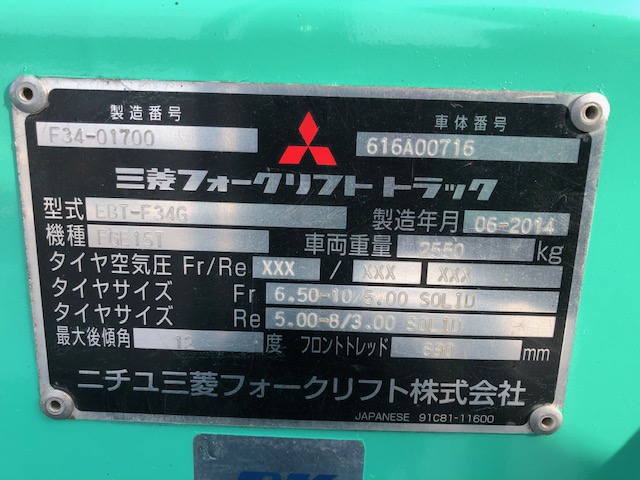 製造番号
F34-01700
車体番号
616A00716
三菱フォークリフト トラック
型式 EBT-F34G
製造年月 06-2014
機種 FGE15T
車両重量 2550 kg
タイヤ空気圧 Fr/Re XXX / XXX XXX
タイヤサイズ Fr 6.50-10/5.00 SOLID
タイヤサイズ Re 5.00-8/3.00 SOLID
最大後傾角 12 度 フロントトレッド mm
ニチユ三菱フォークリフト株式会社
JAPANESE 91C81-11600